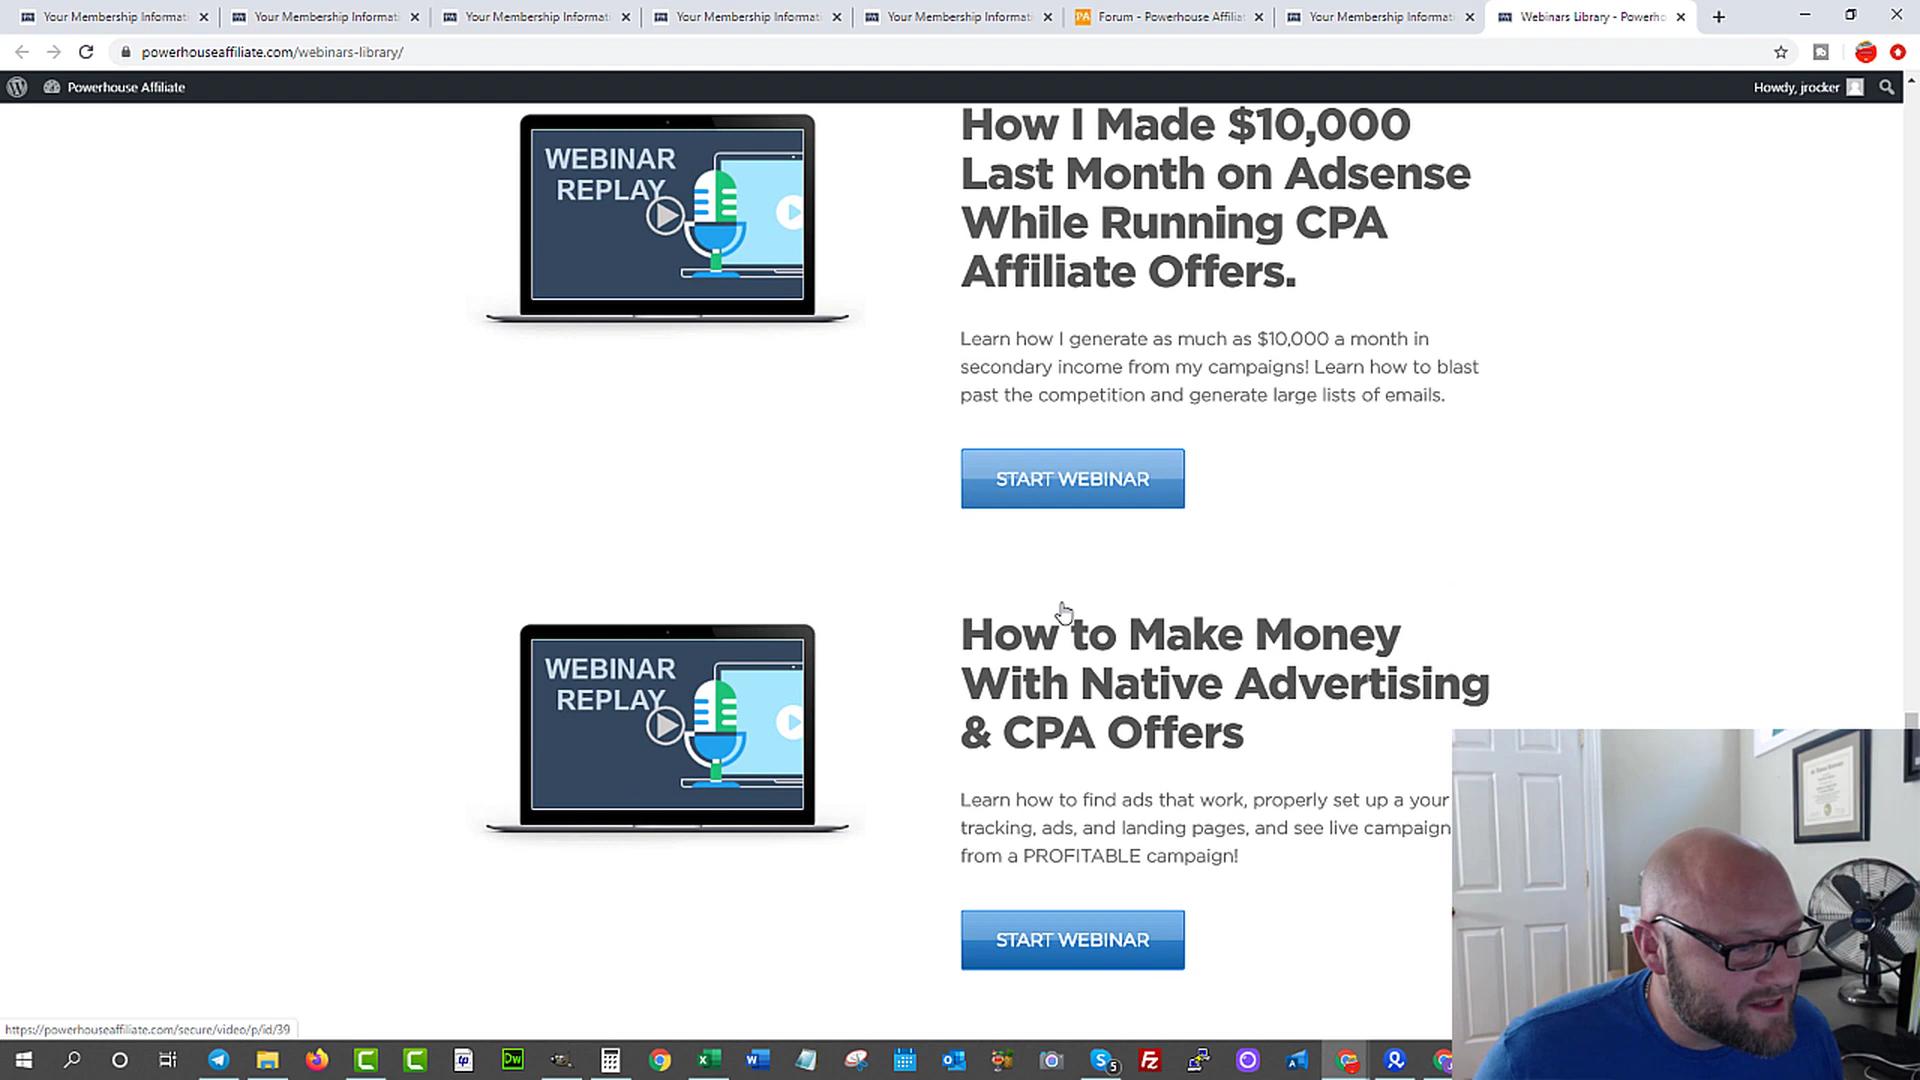 Your Membership Informati
Your Membership Informati
Your Membership Informati
Your Membership Informati
Your Membership Informati
Forum - Powerhouse Affiliat
Your Membership Informati
Webinars Library - Powerho
powerhouseaffiliate.com/webinars-library/
Powerhouse Affiliate
Howdy, jrocker
WEBINAR
REPLAY
How I Made $10,000
Last Month on Adsense
While Running CPA
Affiliate Offers.
Learn how I generate as much as $10,000 a month in
secondary income from my campaigns! Learn how to blast
past the competition and generate large lists of emails.
START WEBINAR
WEBINAR
REPLAY
How to Make Money
With Native Advertising
& CPA Offers
Learn how to find ads that work, properly set up a your
tracking, ads, and landing pages, and see live campaign
from a PROFITABLE campaign!
START WEBINAR
https://powerhouseaffiliate.com/secure/video/p/id/39